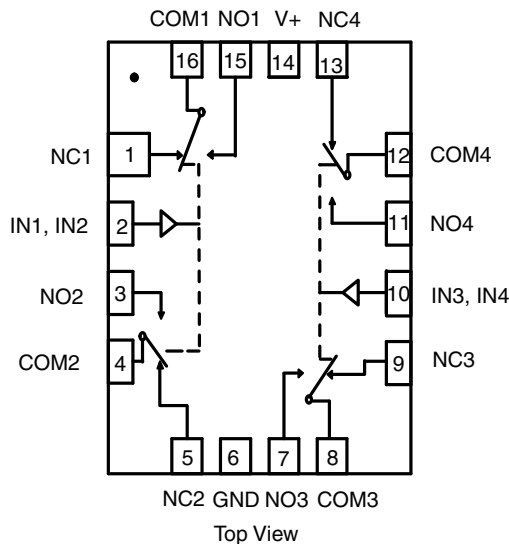 COM1 NO1 V+ NC4
16 15 14 13
NC1 1 12 COM4
IN1, IN2 2 11 NO4
NO2 3 10 IN3, IN4
COM2 4 9 NC3
5 6 7 8
NC2 GND NO3 COM3
Top View